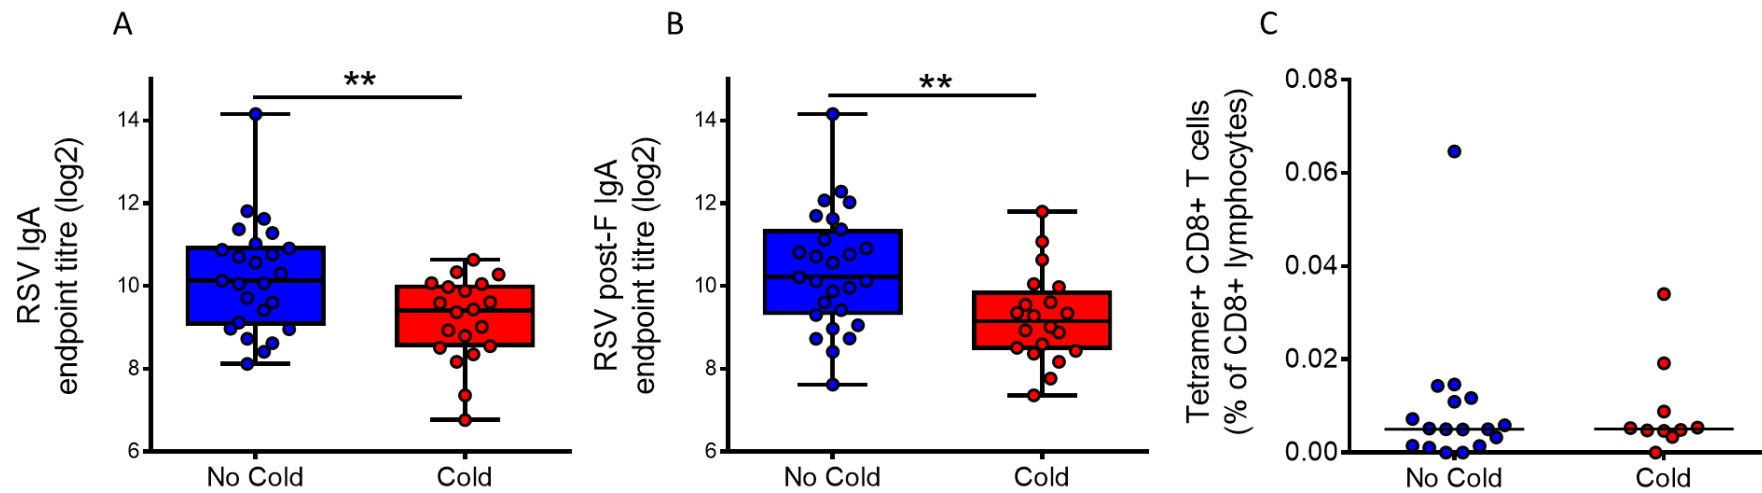 A
RSV IgA
endpoint titre (log2)
**
14
12
10
8
6
No Cold
Cold
B
RSV post-F IgA
endpoint titre (log2)
**
14
12
10
8
6
No Cold
Cold
C
Tetramer+ CD8+ T cells
(% of CD8+ lymphocytes)
0.08
0.06
0.04
0.02
0.00
No Cold
Cold